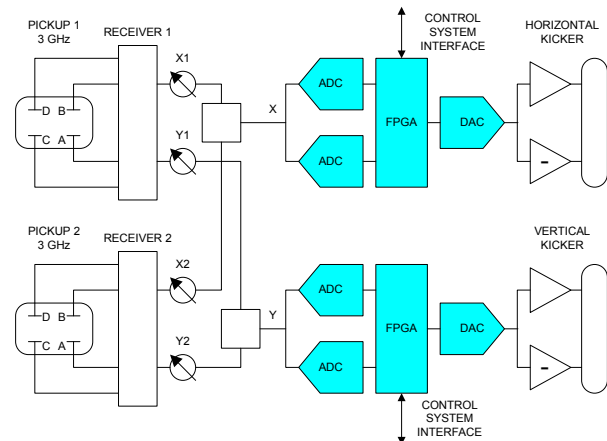 PICKUP 1
3 GHz
RECEIVER 1
X1
CONTROL
SYSTEM
INTERFACE
HORIZONTAL
KICKER
D B
C A
Y1
X
ADC
ADC
FPGA
DAC
-
PICKUP 2
3 GHz
RECEIVER 2
X2
VERTICAL
KICKER
D B
C A
Y2
Y
ADC
ADC
FPGA
DAC
-
CONTROL
SYSTEM
INTERFACE